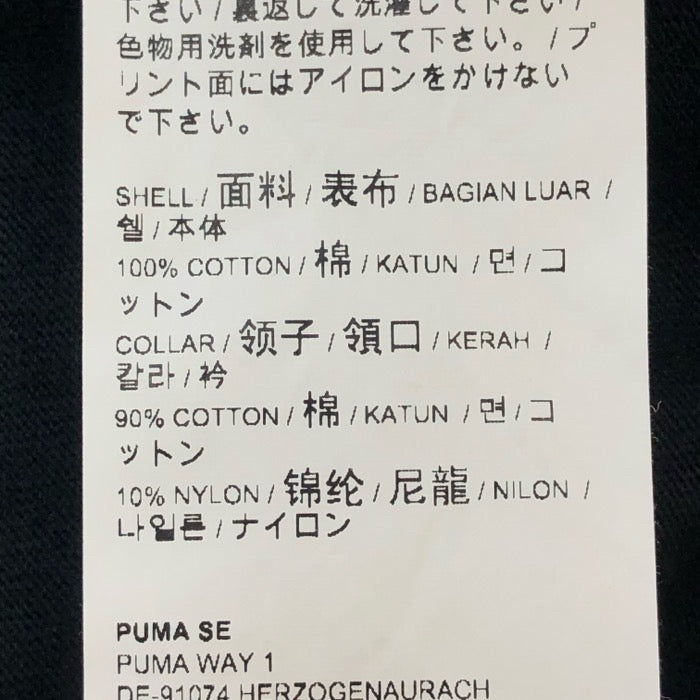 下さい / 裏返して洗濯して下さい /
色物用洗剤を使用して下さい。 / プ
リント面にはアイロンをかけない
で下さい。
SHELL / 面料 / 表布 / BAGIAN LUAR /
쉘 / 本体
100% COTTON / 棉 / KATUN / 면 / コ
ットン
COLLAR / 领子 / 領口 / KERAH /
칼라 / 衿
90% COTTON / 棉 / KATUN / 면 / コ
ットン
10% NYLON / 锦纶 / 尼龍 / NILON /
나일론 / ナイロン
PUMA SE
PUMA WAY 1
DE-91074 HERZOGENAURACH